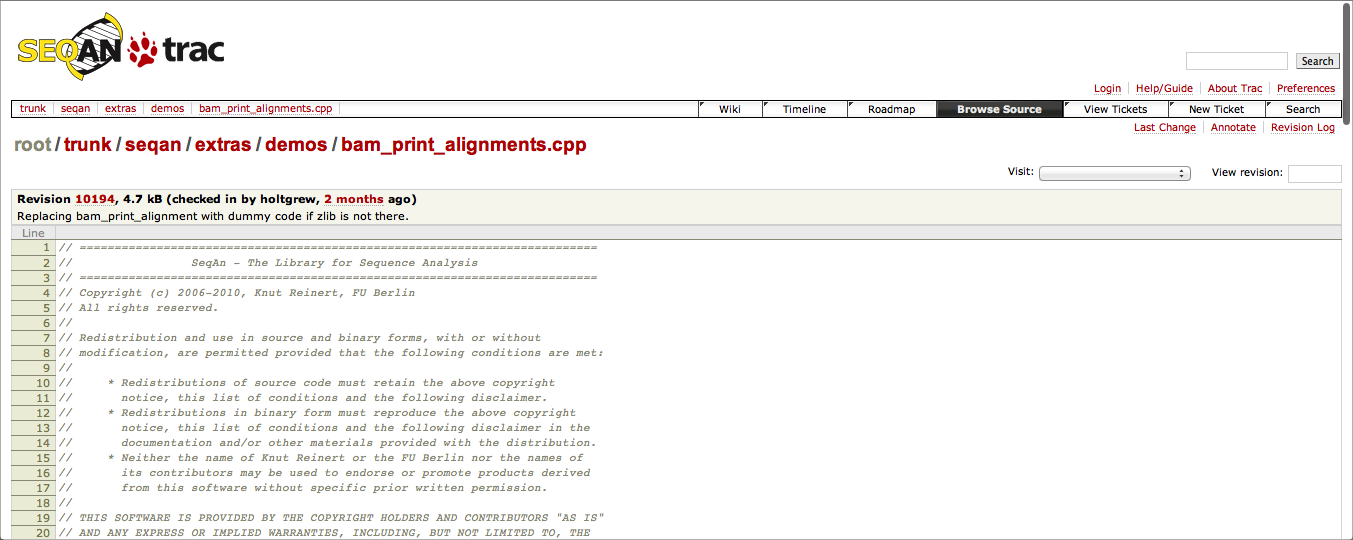 SEQAN trac
Search
Login Help/Guide About Trac Preferences
trunk seqan extras demos bam_print_alignments.cpp Wiki Timeline Roadmap Browse Source View Tickets New Ticket Search
Last Change Annotate Revision Log
root/trunk/seqan/extras/demos/bam_print_alignments.cpp
Visit: View revision:
Revision 10194, 4.7 kB (checked in by holtgrew, 2 months ago)
Replacing bam_print_alignment with dummy code if zlib is not there.
Line
1 // ==========================================================================
2 // SeqAn - The Library for Sequence Analysis
3 // ==========================================================================
4 // Copyright (c) 2006-2010, Knut Reinert, FU Berlin
5 // All rights reserved.
6 //
7 // Redistribution and use in source and binary forms, with or without
8 // modification, are permitted provided that the following conditions are met:
9 //
10 // * Redistributions of source code must retain the above copyright
11 // notice, this list of conditions and the following disclaimer.
12 // * Redistributions in binary form must reproduce the above copyright
13 // notice, this list of conditions and the following disclaimer in the
14 // documentation and/or other materials provided with the distribution.
15 // * Neither the name of Knut Reinert or the FU Berlin nor the names of
16 // its contributors may be used to endorse or promote products derived
17 // from this software without specific prior written permission.
18 //
19 // THIS SOFTWARE IS PROVIDED BY THE COPYRIGHT HOLDERS AND CONTRIBUTORS "AS IS"
20 // AND ANY EXPRESS OR IMPLIED WARRANTIES, INCLUDING, BUT NOT LIMITED TO, THE